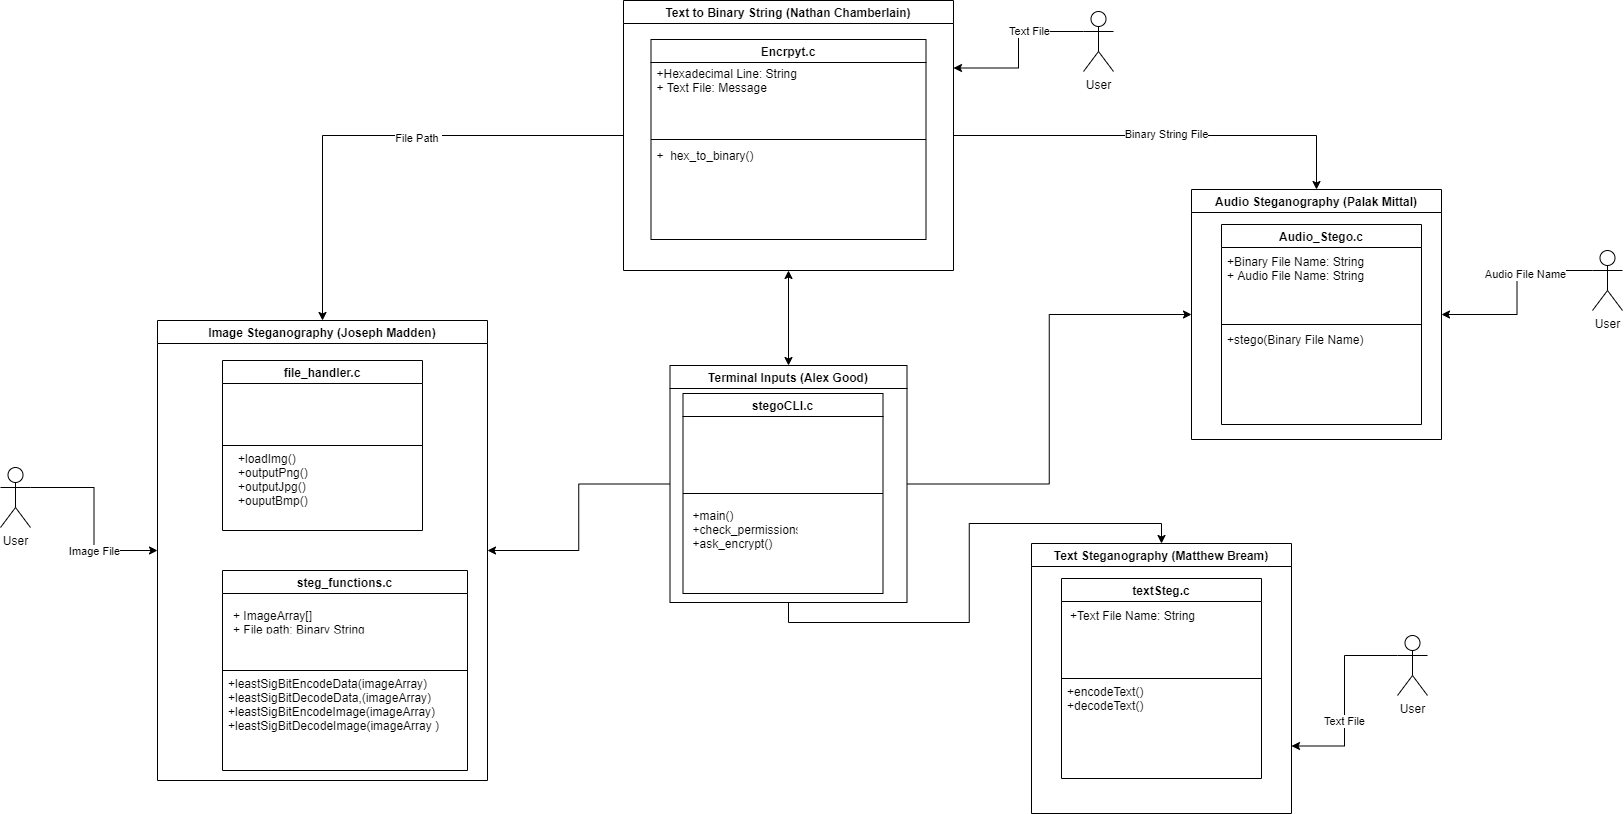 Text to Binary String (Nathan Chamberlain)
Encrpyt.c
+Hexadecimal Line: String
+ Text File: Message
+ hex_to_binary()
Text File
User
File Path
Binary String File
Audio Steganography (Palak Mittal)
Audio_Stego.c
+Binary File Name: String
+ Audio File Name: String
+stego(Binary File Name)
Audio File Name
User
Image Steganography (Joseph Madden)
file_handler.c
+loadImg()
+outputPng()
+outputJpg()
+ouputBmp()
User
Image File
steg_functions.c
+ ImageArray[]
+ File path: Binary String
+leastSigBitEncodeData(imageArray)
+leastSigBitDecodeData,(imageArray)
+leastSigBitEncodeImage(imageArray)
+leastSigBitDecodeImage(imageArray )
Terminal Inputs (Alex Good)
stegoCLI.c
+main()
+check_permissions
+ask_encrypt()
Text Steganography (Matthew Bream)
textSteg.c
+Text File Name: String
+encodeText()
+decodeText()
User
Text File